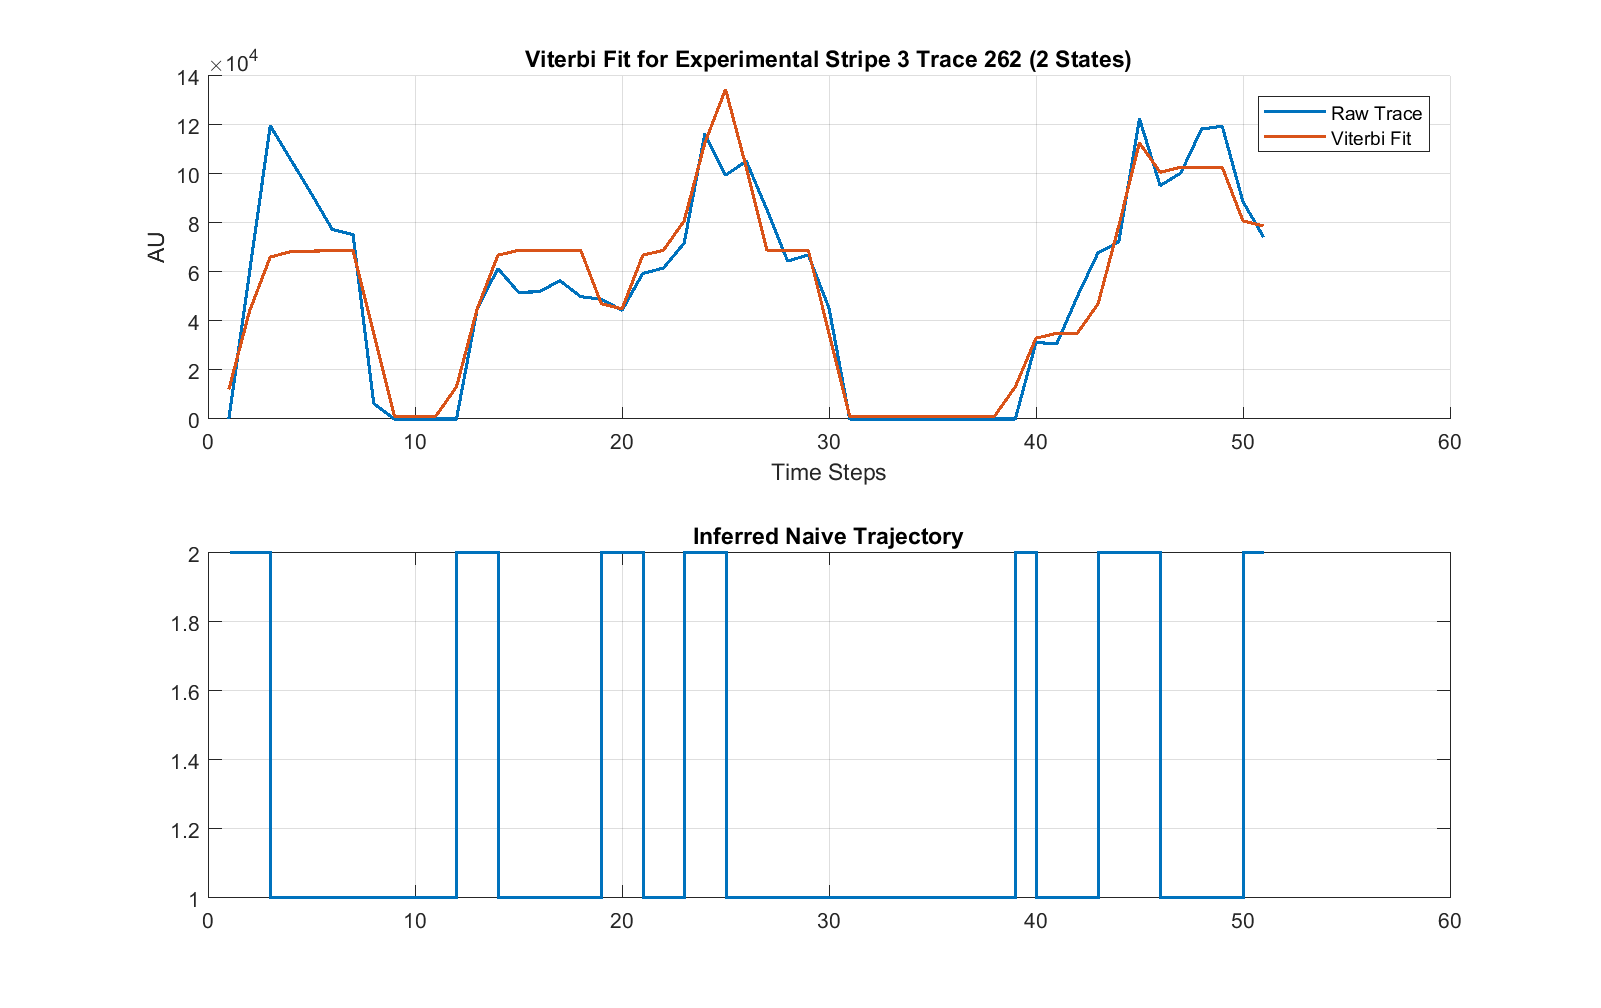 Viterbi Fit for Experimental Stripe 3 Trace 262 (2 States)
×10^4
14
12
10
8
6
4
2
0
AU
Raw Trace
Viterbi Fit
0 10 20 30 40 50 60
Time Steps
Inferred Naive Trajectory
2
1.8
1.6
1.4
1.2
1
0 10 20 30 40 50 60